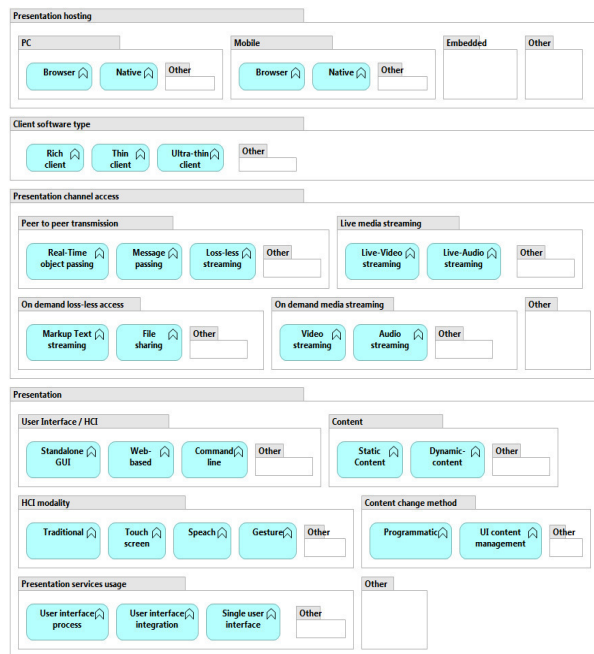 Presentation hosting
PC
Browser
Native
Other
Mobile
Browser
Native
Other
Embedded
Other
Client software type
Rich
client
Thin
client
Ultra-thin
client
Other
Presentation channel access
Peer to peer transmission
Real-Time
object passing
Message
passing
Loss-less
streaming
Other
Live media streaming
Live-Video
streaming
Live-Audio
streaming
Other
On demand loss-less access
Markup Text
streaming
File
sharing
Other
On demand media streaming
Video
streaming
Audio
streaming
Other
Other
Presentation
User Interface / HCI
Standalone
GUI
Web-
based
Command
line
Other
Content
Static
Content
Dynamic-
content
Other
HCI modality
Traditional
Touch
screen
Speach
Gesture
Other
Content change method
Programmatic
UI content
management
Other
Presentation services usage
User interface
process
User interface
integration
Single user
interface
Other
Other